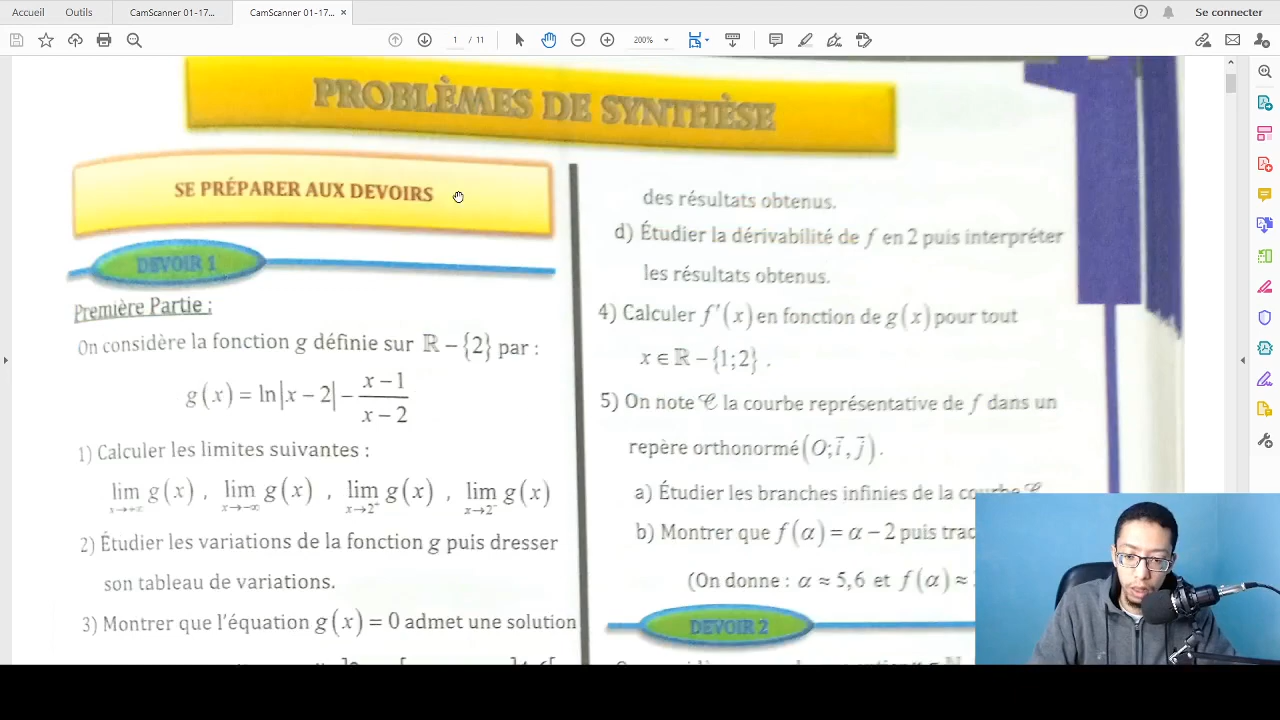 Accueil Outils CamScanner 01-17... CamScanner 01-17... × Se connecter
1 / 11 200%
PROBLÈMES DE SYNTHÈSE
SE PRÉPARER AUX DEVOIRS
DEVOIR 1
Première Partie :
On considère la fonction g définie sur ℝ − {2} par :
g(x) = ln|x − 2| − (x − 1)/(x − 2)
1) Calculer les limites suivantes :
lim x→+∞ g(x) , lim x→−∞ g(x) , lim x→2⁺ g(x) , lim x→2⁻ g(x)
2) Étudier les variations de la fonction g puis dresser
son tableau de variations.
3) Montrer que l'équation g(x) = 0 admet une solution
des résultats obtenus.
d) Étudier la dérivabilité de f en 2 puis interpréter
les résultats obtenus.
4) Calculer f'(x) en fonction de g(x) pour tout
x ∈ ℝ − {1;2} .
5) On note 𝒞 la courbe représentative de f dans un
repère orthonormé (O; i⃗, j⃗).
a) Étudier les branches infinies de la courbe 𝒞
b) Montrer que f(α) = α − 2 puis
(On donne : α ≈ 5,6 et f(α) ≈
DEVOIR 2